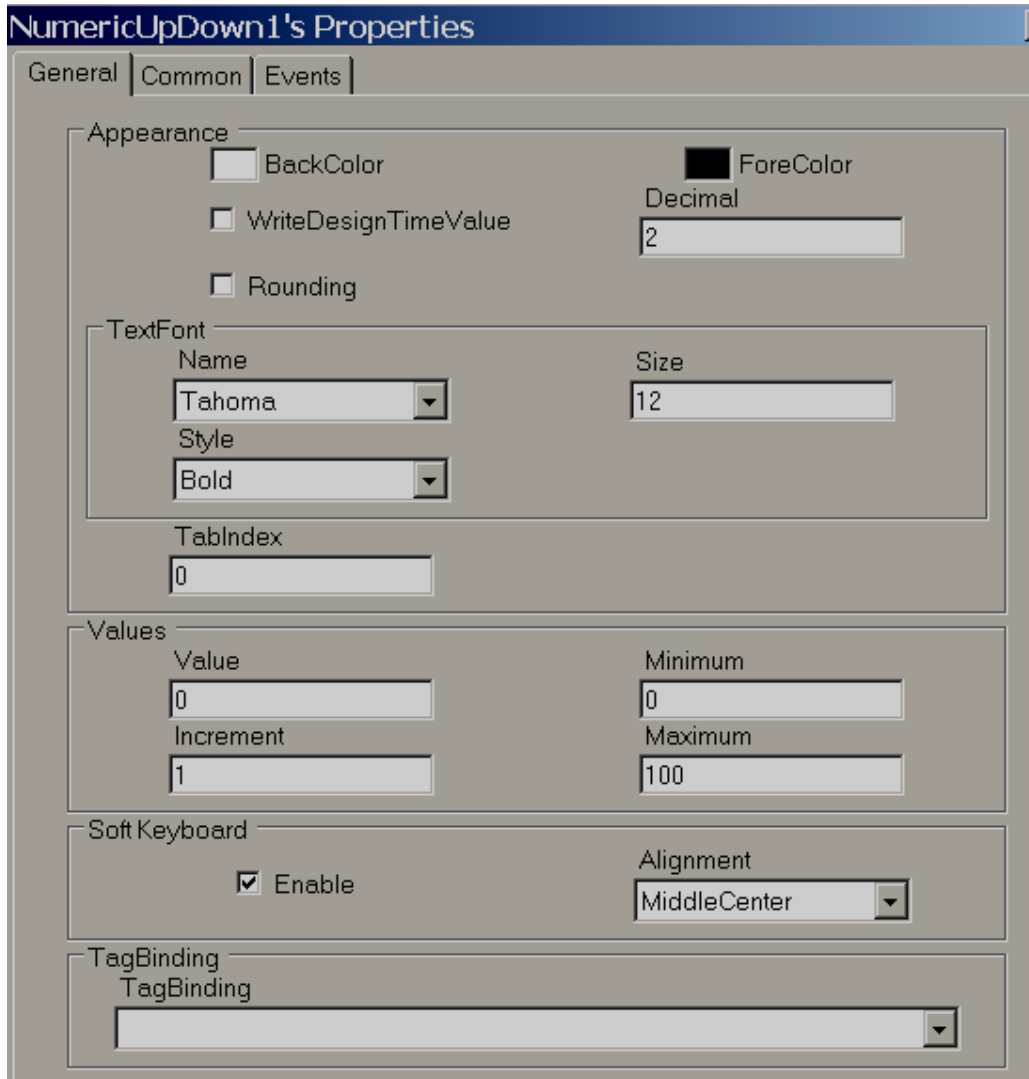 NumericUpDown1's Properties
General Common Events
Appearance
BackColor ForeColor
WriteDesignTimeValue
Decimal
2
Rounding
TextFont
Name Size
Tahoma 12
Style
Bold
TabIndex
0
Values
Value Minimum
0 0
Increment Maximum
1 100
Soft Keyboard
Enable
Alignment
MiddleCenter
TagBinding
TagBinding